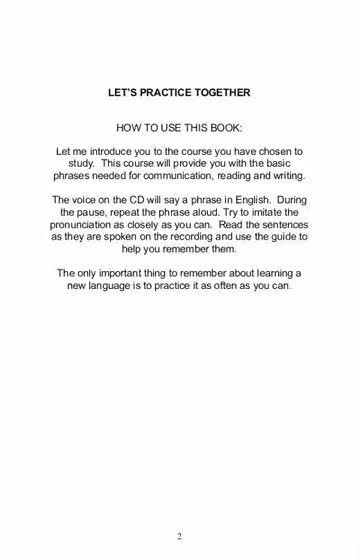 LET'S PRACTICE TOGETHER
HOW TO USE THIS BOOK:
Let me introduce you to the course you have chosen to
study.  This course will provide you with the basic
phrases needed for communication, reading and writing.
The voice on the CD will say a phrase in English.  During
the pause, repeat the phrase aloud. Try to imitate the
pronunciation as closely as you can.  Read the sentences
as they are spoken on the recording and use the guide to
help you remember them.
The only important thing to remember about learning a
new language is to practice it as often as you can.
2